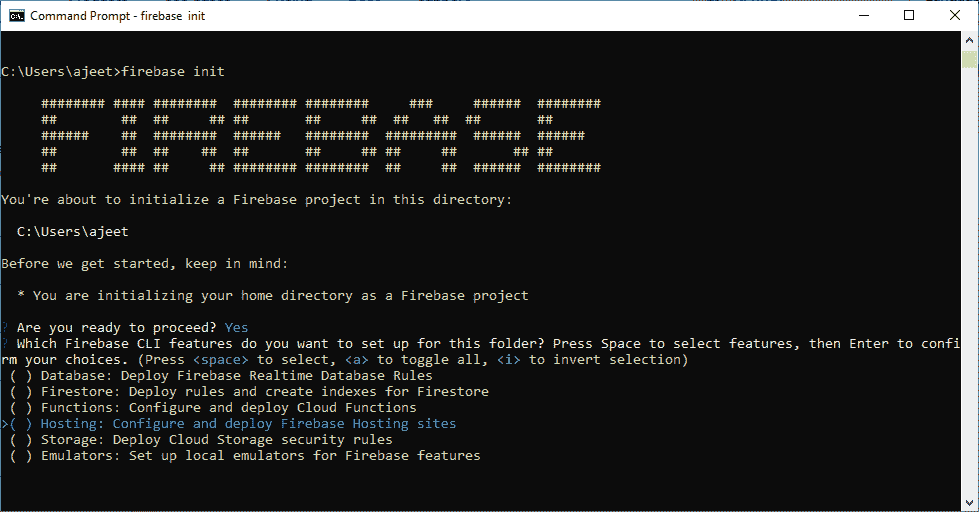 Command Prompt - firebase init
C:\Users\ajeet>firebase init
######## #### ########  ######## ########     ###     ######  ########
##        ##  ##     ## ##       ##     ##  ##   ##  ##       ##
######    ##  ########  ######   ########  #########  ######  ######
##        ##  ##    ##  ##       ##     ## ##     ##       ## ##
##       #### ##     ## ######## ########  ##     ##  ######  ########
You're about to initialize a Firebase project in this directory:
C:\Users\ajeet
Before we get started, keep in mind:
* You are initializing your home directory as a Firebase project
? Are you ready to proceed? Yes
? Which Firebase CLI features do you want to set up for this folder? Press Space to select features, then Enter to confi
rm your choices. (Press <space> to select, <a> to toggle all, <i> to invert selection)
( ) Database: Deploy Firebase Realtime Database Rules
( ) Firestore: Deploy rules and create indexes for Firestore
( ) Functions: Configure and deploy Cloud Functions
>( ) Hosting: Configure and deploy Firebase Hosting sites
( ) Storage: Deploy Cloud Storage security rules
( ) Emulators: Set up local emulators for Firebase features